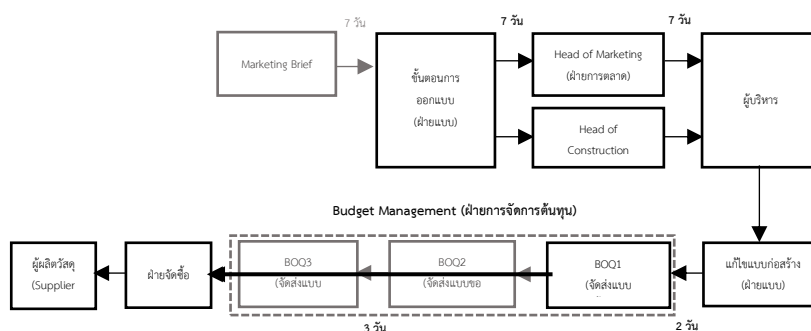 7 วัน
7 วัน
7 วัน
Marketing Brief
ขั้นตอนการ
ออกแบบ
(ฝ่ายแบบ)
Head of Marketing
(ฝ่ายการตลาด)
Head of
Construction
ผู้บริหาร
Budget Management (ฝ่ายการจัดการต้นทุน)
ผู้ผลิตวัสดุ
(Supplier
ฝ่ายจัดซื้อ
BOQ3
(จัดส่งแบบ
BOQ2
(จัดส่งแบบขอ
BOQ1
(จัดส่งแบบ
แก้ไขแบบก่อสร้าง
(ฝ่ายแบบ)
3 วัน
2 วัน